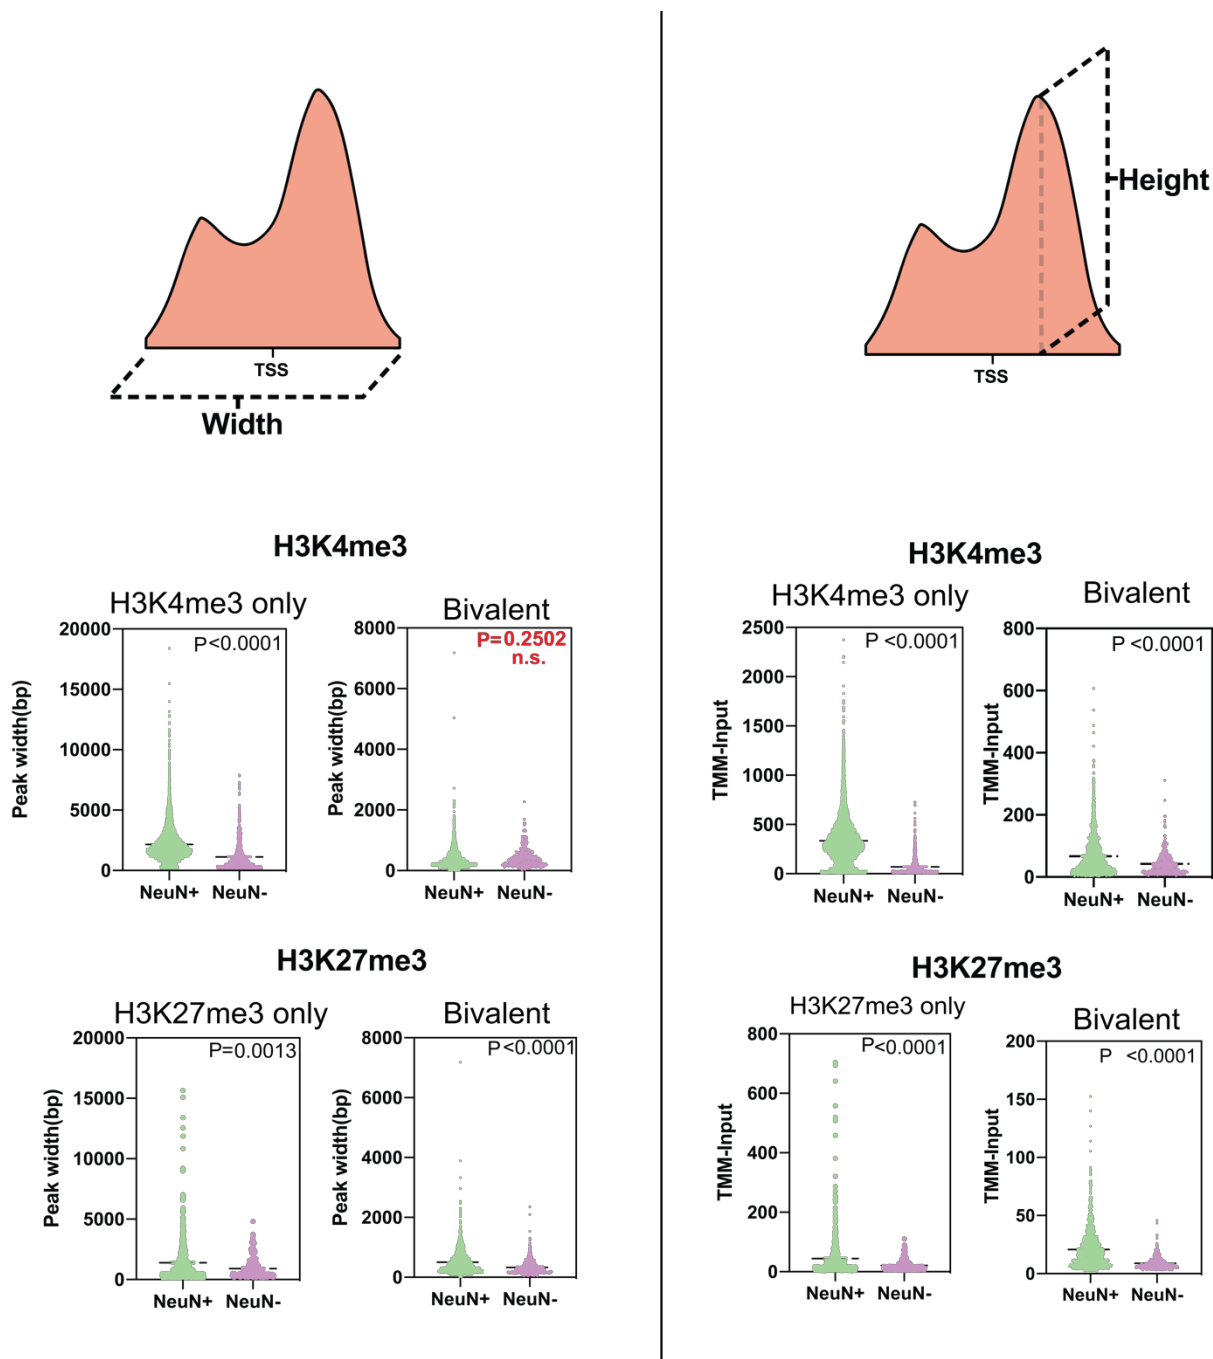 TSS
Width
H3K4me3
H3K4me3 only
Bivalent
P<0.0001
P=0.2502
n.s.
Peak width(bp)
20000
15000
10000
5000
0
NeuN+ NeuN-
Peak width(bp)
8000
6000
4000
2000
0
NeuN+ NeuN-
H3K27me3
H3K27me3 only
Bivalent
P=0.0013
P<0.0001
Peak width(bp)
20000
15000
10000
5000
0
NeuN+ NeuN-
Peak width(bp)
8000
6000
4000
2000
0
NeuN+ NeuN-
Height
TSS
H3K4me3
H3K4me3 only
Bivalent
P <0.0001
P <0.0001
TMM-Input
2500
2000
1500
1000
500
0
NeuN+ NeuN-
TMM-Input
800
600
400
200
0
NeuN+ NeuN-
H3K27me3
H3K27me3 only
Bivalent
P<0.0001
P <0.0001
TMM-Input
800
600
400
200
0
NeuN+ NeuN-
TMM-Input
200
150
100
50
0
NeuN+ NeuN-